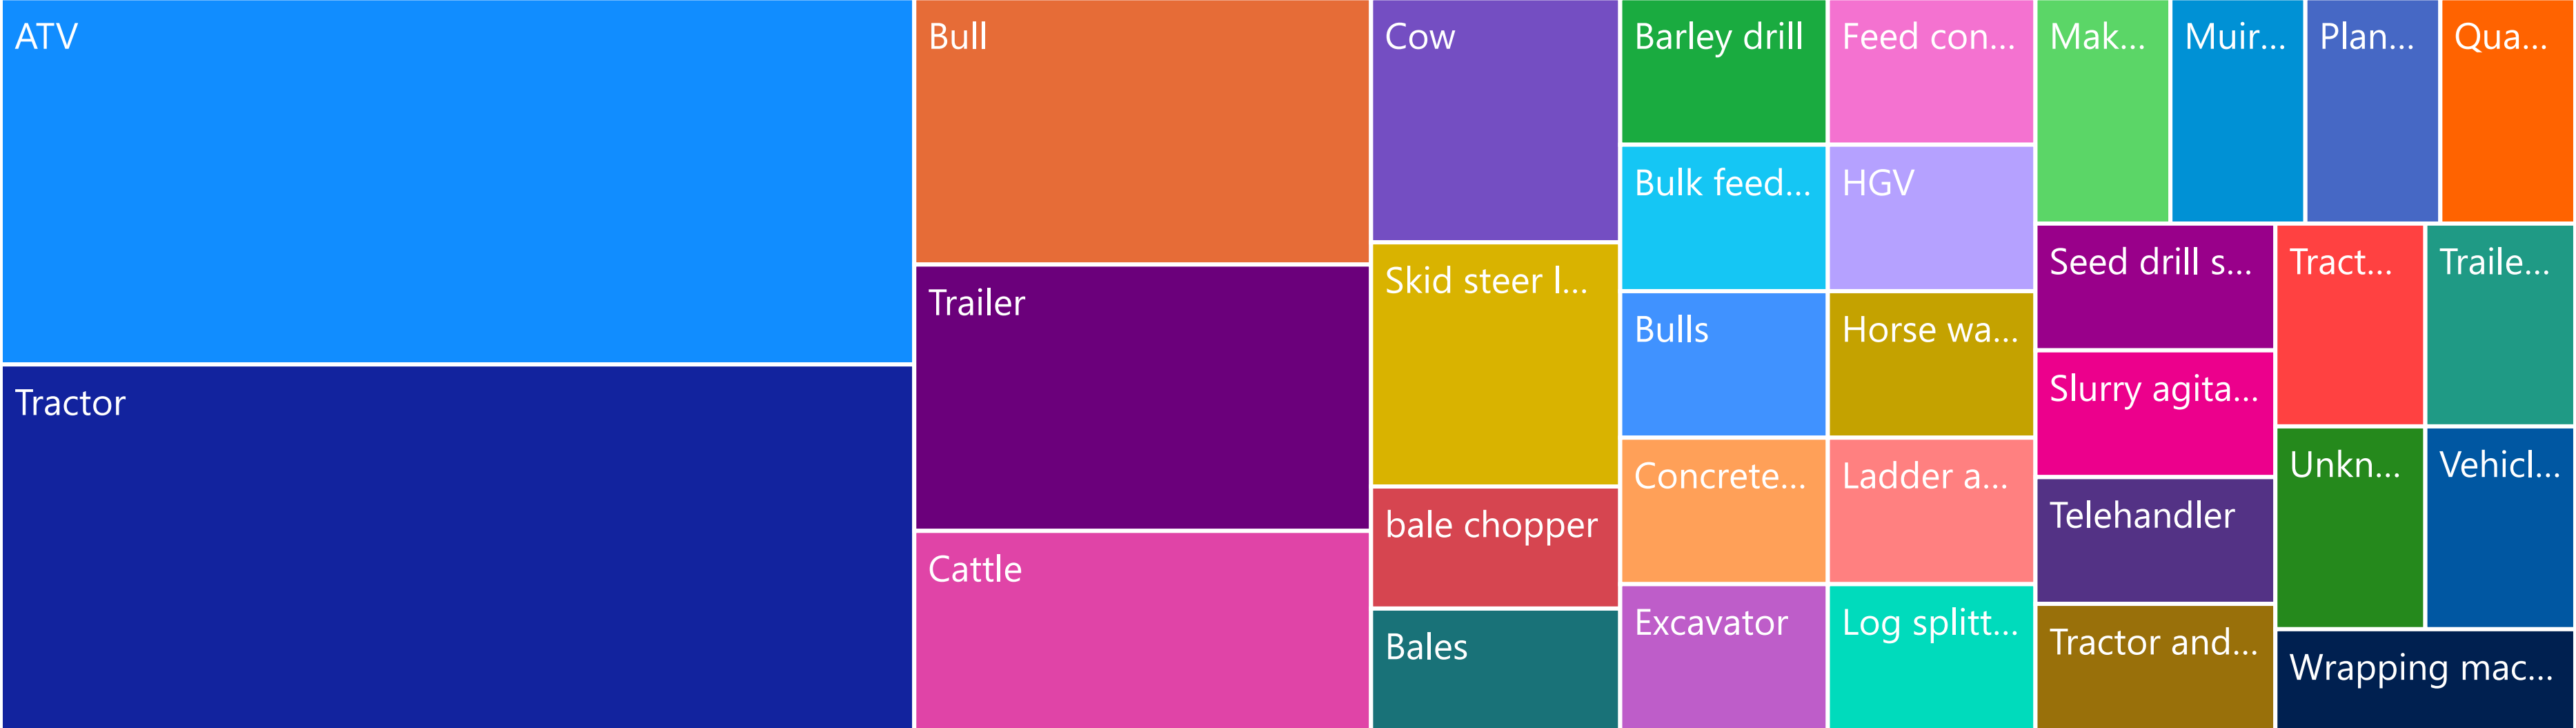 ATV
Tractor
Bull
Trailer
Cattle
Cow
Skid steer l...
bale chopper
Bales
Barley drill
Bulk feed...
Bulls
Concrete...
Excavator
Feed con...
HGV
Horse wa...
Ladder a...
Log splitt...
Mak...
Muir...
Plan...
Qua...
Seed drill s...
Slurry agita...
Telehandler
Tractor and...
Tract...
Traile...
Unkn...
Vehicl...
Wrapping mac...